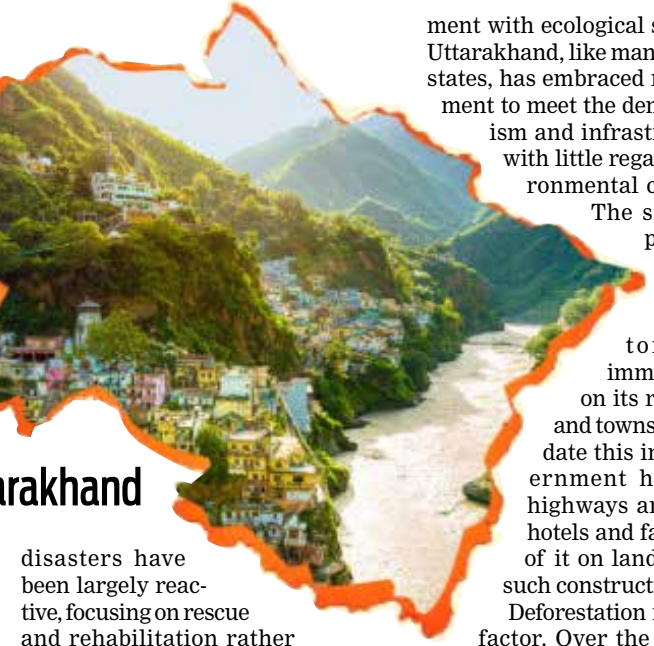 arakhand
disasters have
been largely reac-
tive, focusing on rescue
and rehabilitation rather
ment with ecological s
Uttarakhand, like man
states, has embraced
ment to meet the de
ism and infrast
with little rega
ronmental
The s
p
to
imm
on its
and towns
date this in
ernment h
highways a
hotels and fa
of it on land
such construct
Deforestation
factor. Over the